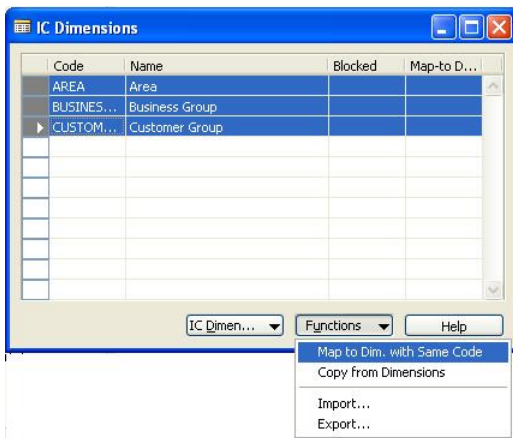 IC Dimensions
Code Name Blocked Map-to D...
AREA Area
BUSINES... Business Group
CUSTOM... Customer Group
IC Dimen... Functions Help
Map to Dim. with Same Code
Copy from Dimensions
Import...
Export...